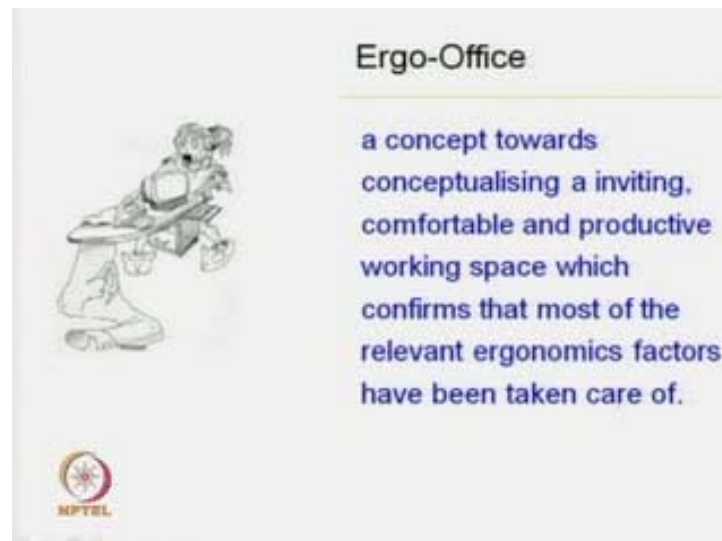 Ergo-Office
a concept towards
conceptualising a inviting,
comfortable and productive
working space which
confirms that most of the
relevant ergonomics factors
have been taken care of.
NPTEL